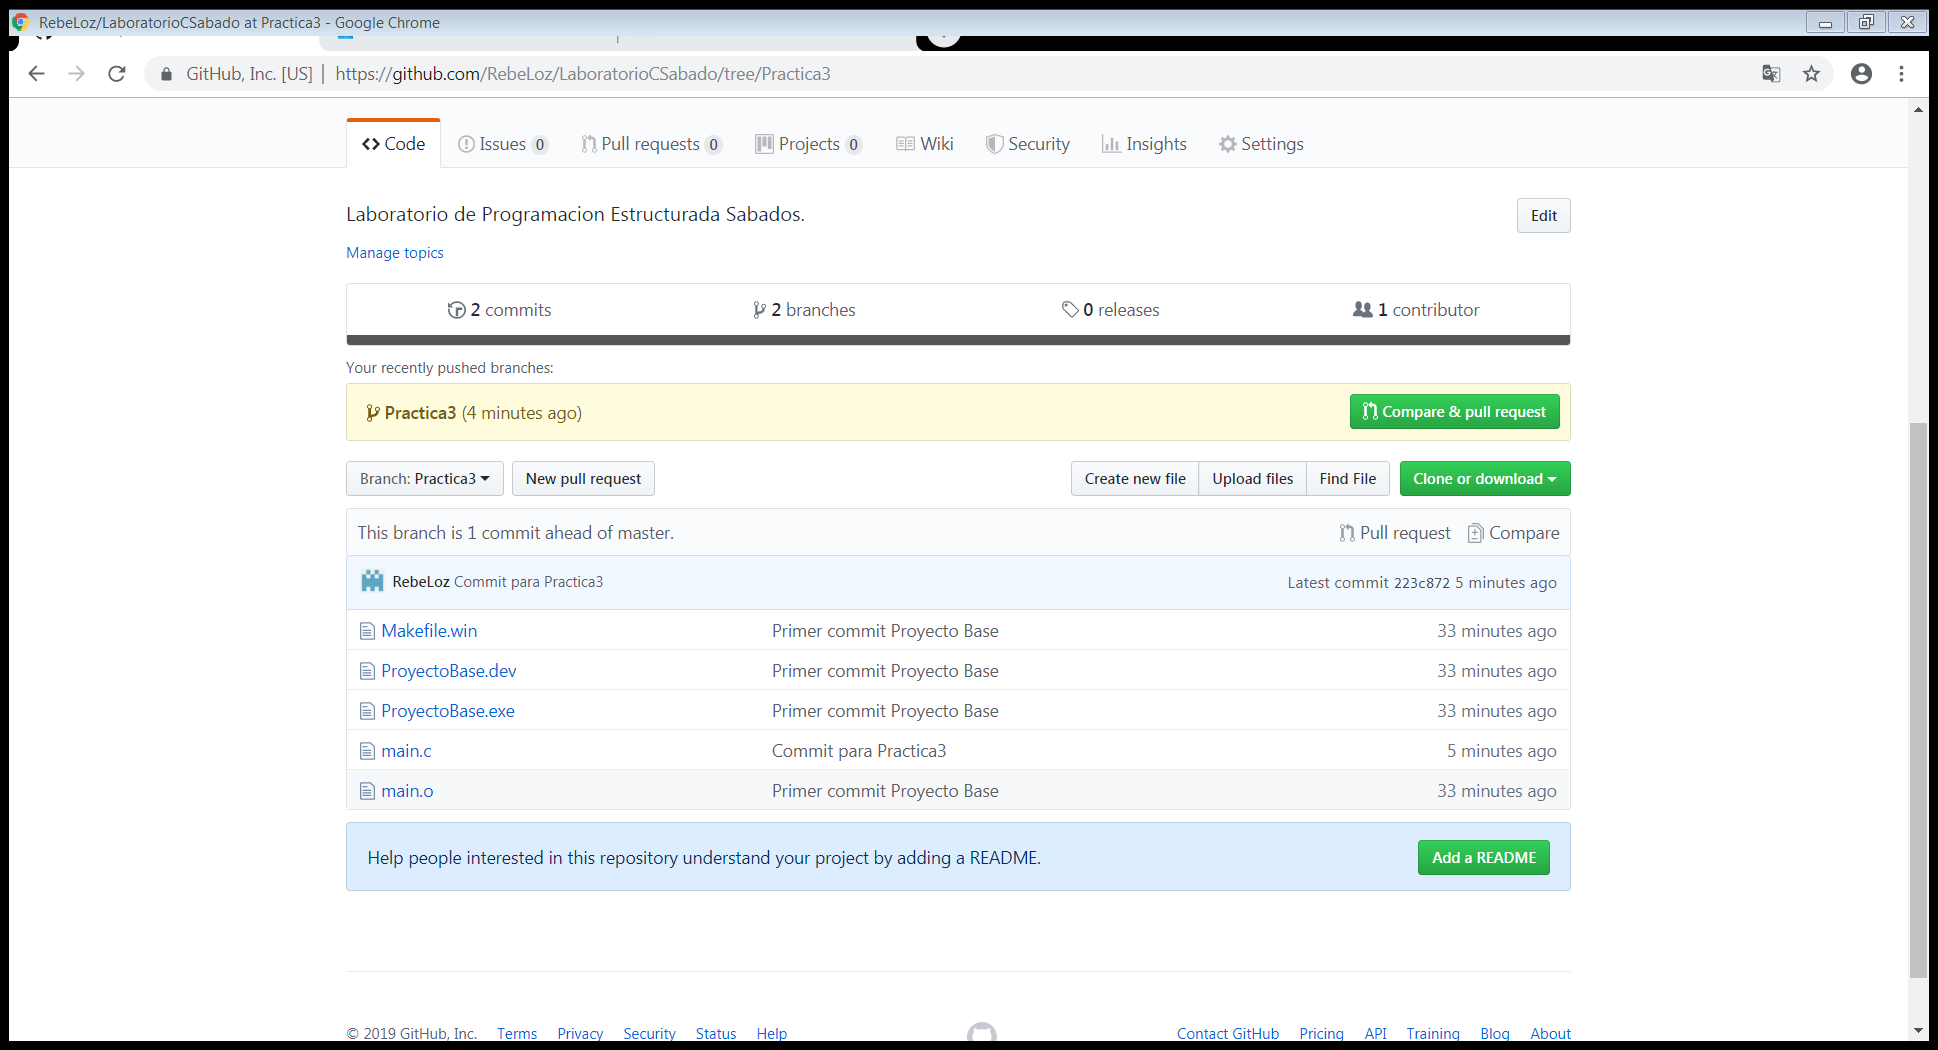 RebeLoz/LaboratorioCSabado at Practica3 - Google Chrome
GitHub, Inc. [US] | https://github.com/RebeLoz/LaboratorioCSabado/tree/Practica3
Code Issues 0 Pull requests 0 Projects 0 Wiki Security Insights Settings
Laboratorio de Programacion Estructurada Sabados. Edit
Manage topics
2 commits 2 branches 0 releases 1 contributor
Your recently pushed branches:
Practica3 (4 minutes ago) Compare & pull request
Branch: Practica3 New pull request Create new file Upload files Find File Clone or download
This branch is 1 commit ahead of master. Pull request Compare
RebeLoz Commit para Practica3 Latest commit 223c872 5 minutes ago
Makefile.win Primer commit Proyecto Base 33 minutes ago
ProyectoBase.dev Primer commit Proyecto Base 33 minutes ago
ProyectoBase.exe Primer commit Proyecto Base 33 minutes ago
main.c Commit para Practica3 5 minutes ago
main.o Primer commit Proyecto Base 33 minutes ago
Help people interested in this repository understand your project by adding a README. Add a README
© 2019 GitHub, Inc. Terms Privacy Security Status Help Contact GitHub Pricing API Training Blog About